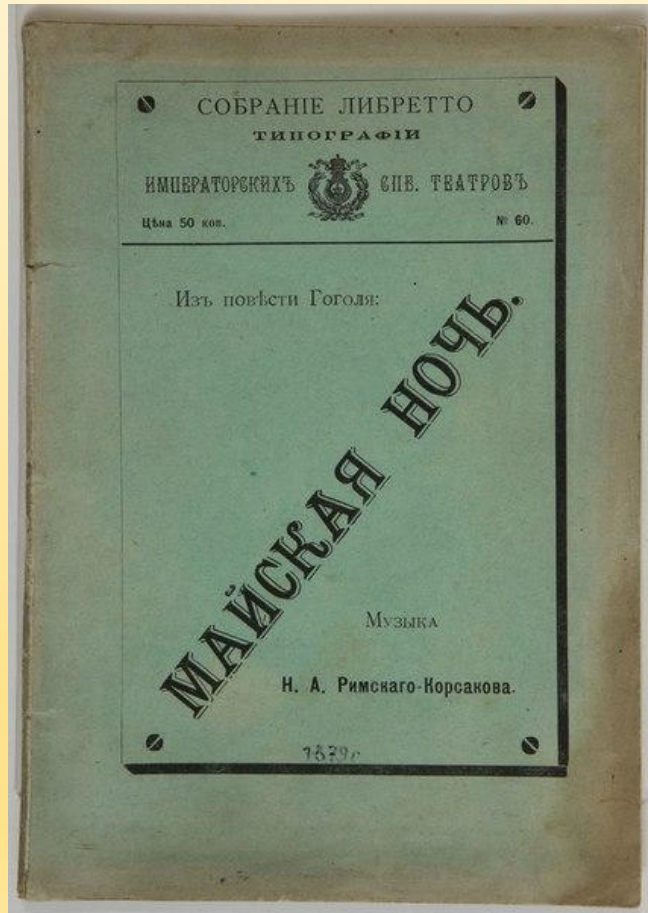 СОБРАНІЕ ЛИБРЕТТО
ТИПОГРАФІИ
ИМПЕРАТОРСКИХЪ СПБ. ТЕАТРОВЪ
Цѣна 50 коп. № 60.
Изъ повѣсти Гоголя:
МАЙСКАЯ НОЧЬ.
Музыка
Н. А. Римскаго-Корсакова.
1879г